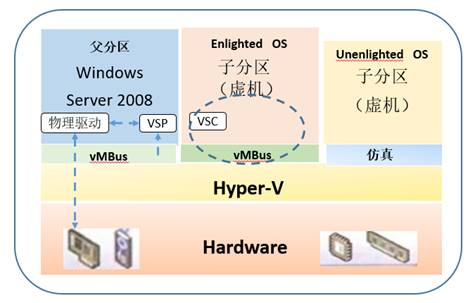 父分区
Windows
Server 2008
物理驱动
VSP
vMBus
Enlighted OS
子分区
（虚机）
VSC
vMBus
Unenlighted OS
子分区
（虚机）
仿真
Hyper-V
Hardware